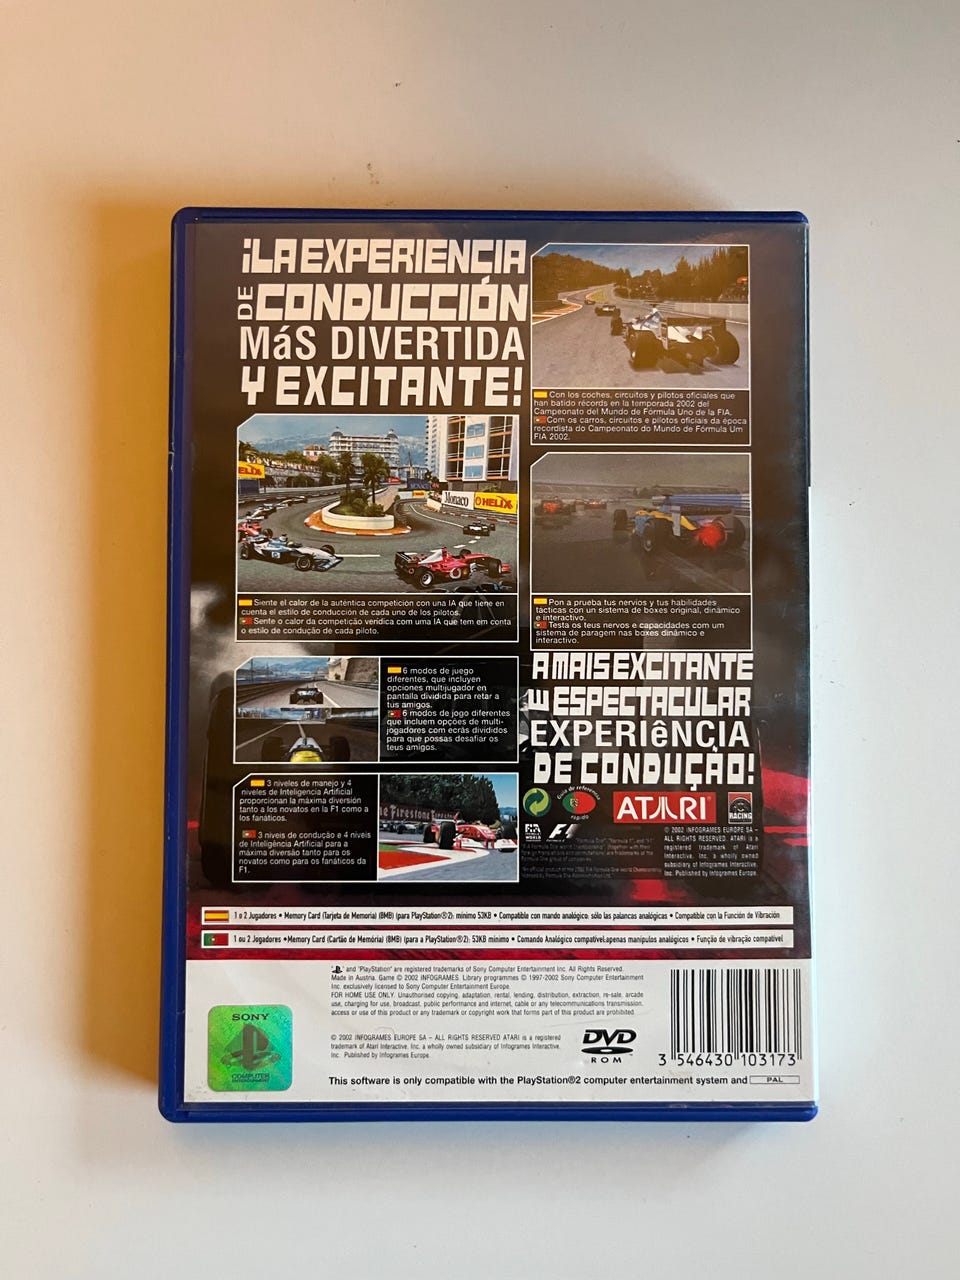 ¡LA EXPERIENCIA
DE CONDUCCIÓN
MáS DIVERTIDA
Y EXCITANTE!
Con los coches, circuitos y pilotos oficiales que
han batido récords en la temporada 2002 del
Campeonato del Mundo de Fórmula Uno de la FIA.
Com os carros, circuitos e pilotos oficiais da época
recordista do Campeonato do Mundo de Fórmula Um
FIA 2002.
ELIX
MONACO
Monaco
HELIX
Siente el calor de la auténtica competición con una IA que tiene en
cuenta el estilo de conducción de cada uno de los pilotos.
Sente o calor da competição verídica com uma IA que tem em conta
o estilo de condução de cada piloto.
Pon a prueba tus nervios y tus habilidades
tácticas con un sistema de boxes original, dinámico
e interactivo.
Testa os teus nervos e capacidades com um
sistema de paragem nas boxes dinâmico e
interactivo.
6 modos de juego
diferentes, que incluyen
opciones multijugador en
pantalla dividida para retar a
tus amigos.
6 modos de jogo diferentes
que incluem opções de multi-
jogadores com ecrãs divididos
para que possas desafiar os
teus amigos.
A MAIS EXCITANTE
E ESPECTACULAR
EXPERIêNCIA
DE CONDUÇÃO!
3 niveles de manejo y 4
niveles de Inteligencia Artificial
proporcionan la máxima diversión
tanto a los novatos en la F1 como a
los fanáticos.
3 niveis de condução e 4 niveis
de Inteligência Artificial para a
máxima diversão tanto para os
novatos como para os fanáticos da
F1.
Firestone
Guia de referência
rápido
ATARI
RACING
FIA
F1
© 2002 INFOGRAMES EUROPE SA –
ALL RIGHTS RESERVED. ATARI is a
registered trademark of Atari
Interactive, Inc. a wholly owned
subsidiary of Infogrames Interactive,
Inc. Published by Infogrames Europe.
1 o 2 Jugadores • Memory Card (Tarjeta de Memoria) (8MB) (para PlayStation®2): mínimo 53KB • Compatible con mando analógico: sólo las palancas analógicas • Compatible con la Función de Vibración
1 ou 2 Jogadores •Memory Card (Cartão de Memória) (8MB) (para a PlayStation®2): 53KB mínimo • Comando Analógico compatível:apenas manípulos analógicos • Função de vibração compatível
" and "PlayStation" are registered trademarks of Sony Computer Entertainment Inc. All Rights Reserved.
Made in Austria. Game © 2002 INFOGRAMES. Library programmes © 1997-2002 Sony Computer Entertainment
Inc. exclusively licensed to Sony Computer Entertainment Europe.
FOR HOME USE ONLY. Unauthorised copying, adaptation, rental, lending, distribution, extraction, re-sale, arcade
use, charging for use, broadcast, public performance and internet, cable or any telecommunications transmission,
access or use of this product or any trademark or copyright work that forms part of this product are prohibited.
SONY
COMPUTER
ENTERTAINMENT
© 2002 INFOGRAMES EUROPE SA – ALL RIGHTS RESERVED ATARI is a registered
trademark of Atari Interactive, Inc. a wholly owned subsidiary of Infogrames Interactive,
Inc. Published by Infogrames Europe.
DVD
ROM
3 546430 103173
This software is only compatible with the PlayStation®2 computer entertainment system and PAL